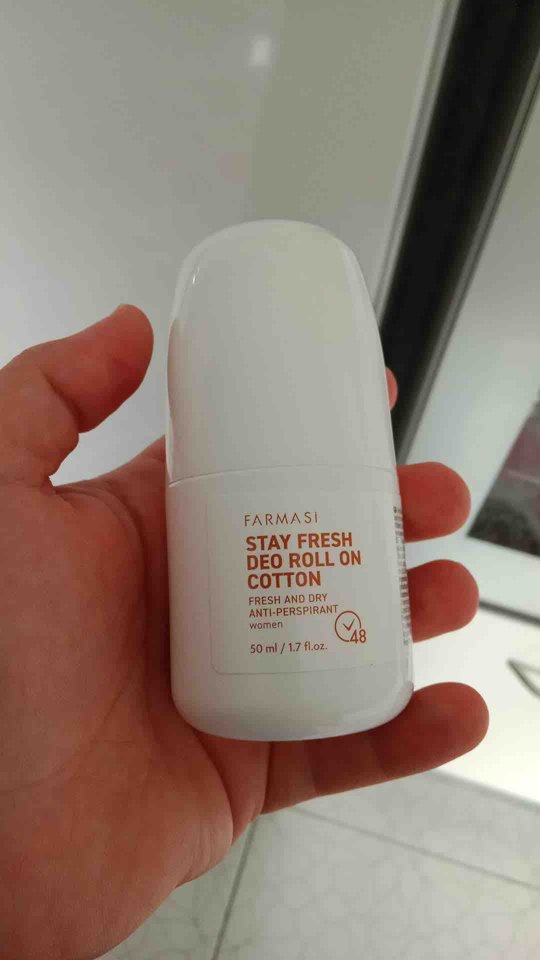 FARMASi
STAY FRESH
DEO ROLL ON
COTTON
FRESH AND DRY
ANTI-PERSPIRANT
women
48
50 ml / 1.7 fl.oz.